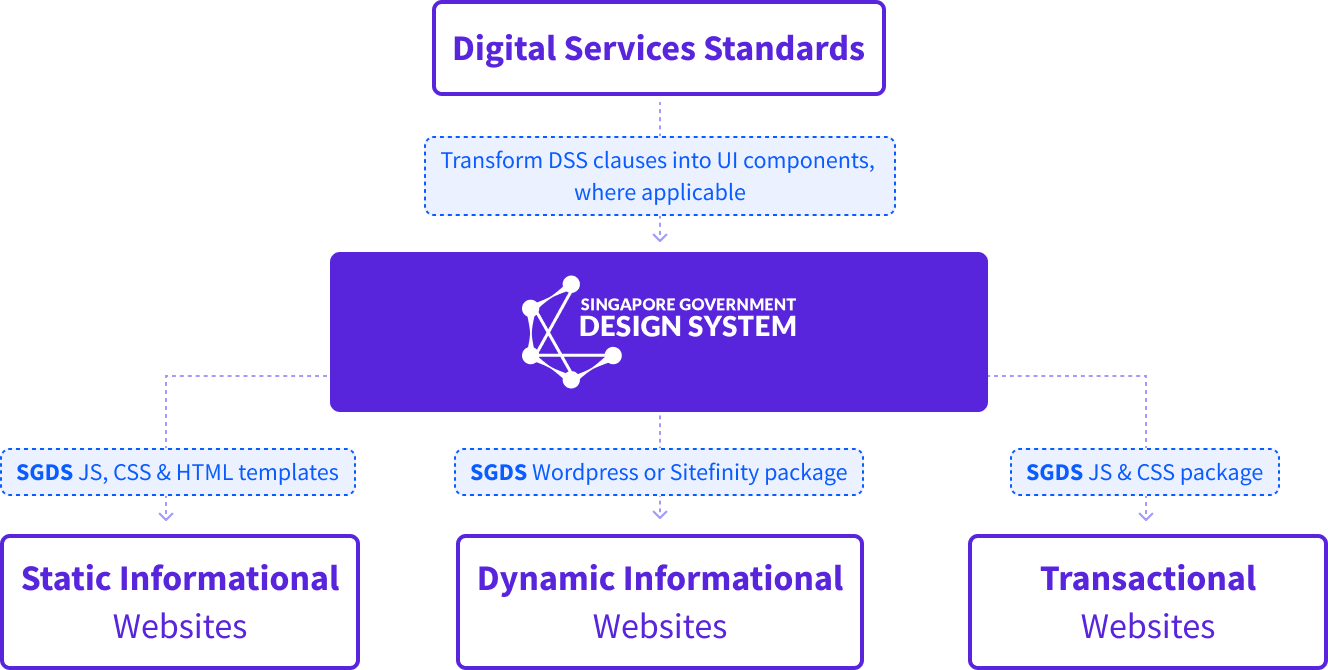 Digital Services Standards
Transform DSS clauses into UI components,
where applicable
SINGAPORE GOVERNMENT
DESIGN SYSTEM
SGDS JS, CSS & HTML templates
SGDS Wordpress or Sitefinity package
SGDS JS & CSS package
Static Informational
Websites
Dynamic Informational
Websites
Transactional
Websites